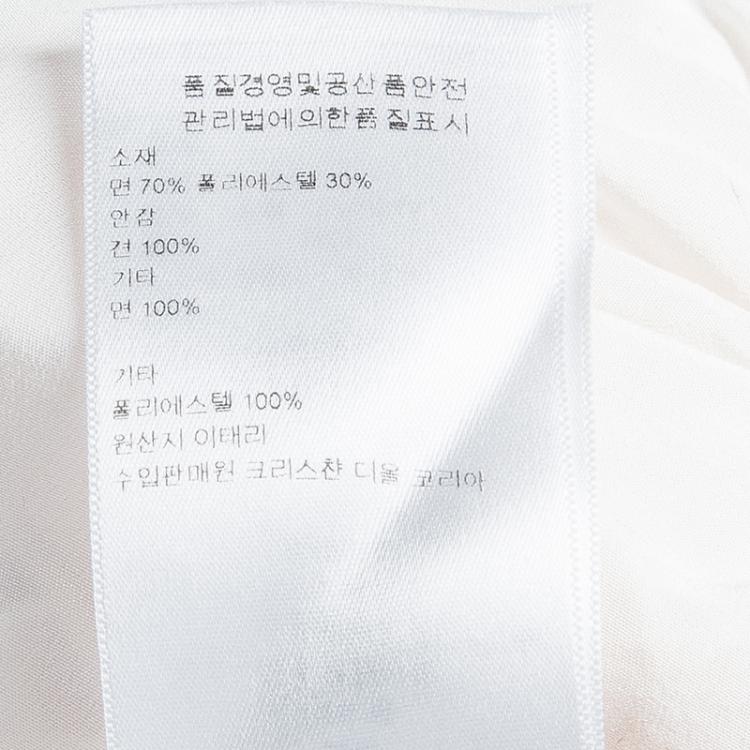 품질경영및공산품안전
관리법에의한품질표시
소재
면 70% 폴리에스텔 30%
안감
견 100%
기타
면 100%
기타
폴리에스텔 100%
원산지 이태리
수입판매원 크리스챤 디올 코리아